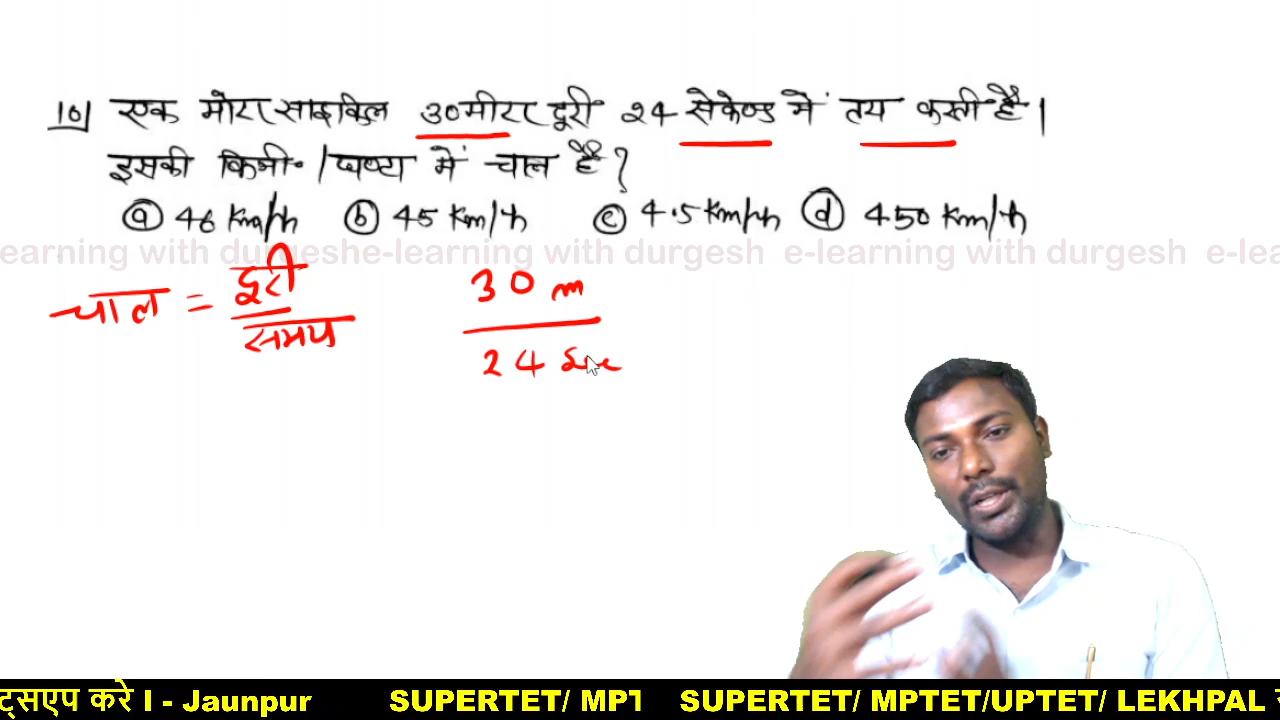 10) एक मोटरसाइकिल 30मीटर दूरी 24 सेकेण्ड में तय करती है।
इसकी किमी०/घण्टा में चाल है?
ⓐ 46 Km/h ⓑ 45 Km/h ⓒ 4.5 Km/h ⓓ 450 Km/h
-learning with durgesh e-learning with durgesh e-learning with durgesh e-lea
चाल = दूरी / समय
30 m
24 sec
ट्सएप करे I - Jaunpur SUPERTET/ MPT SUPERTET/ MPTET/UPTET/ LEKHPAL